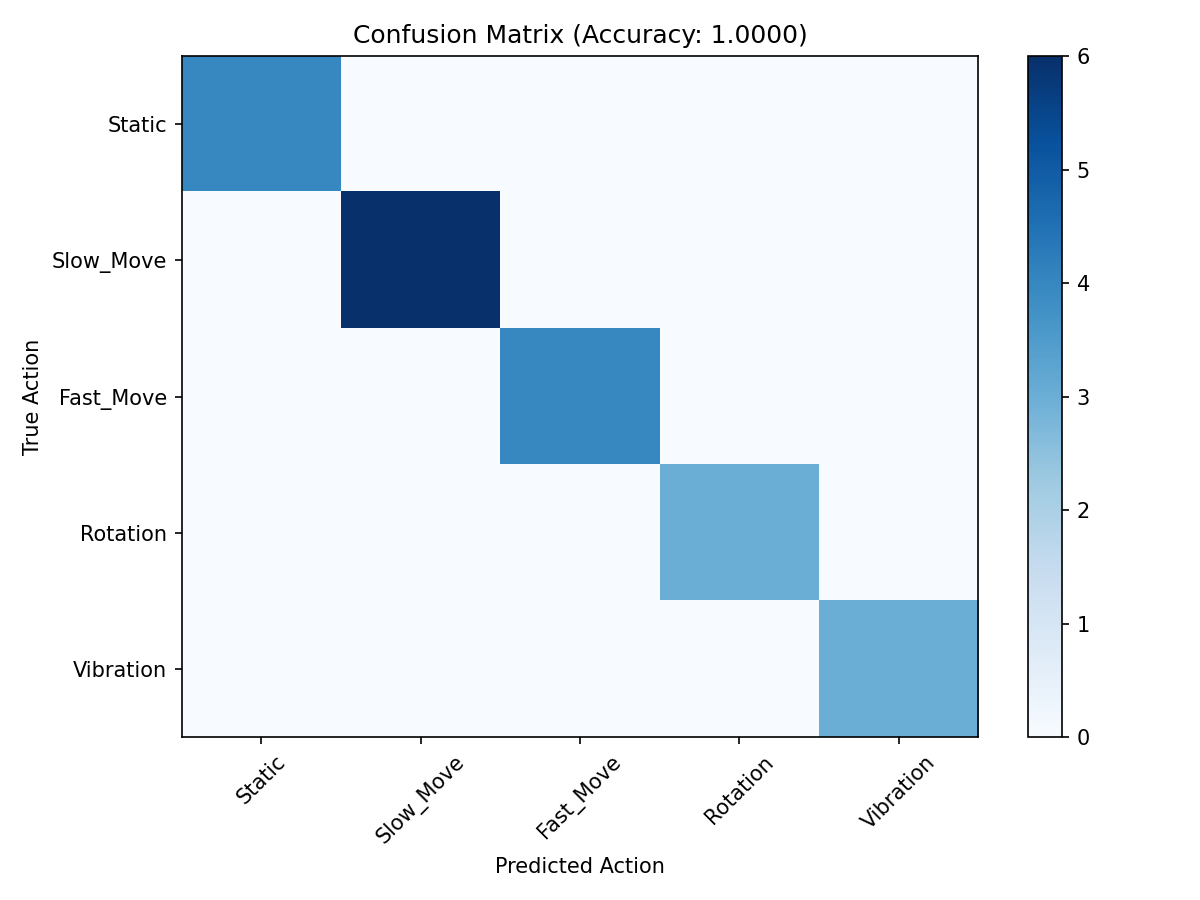 Confusion Matrix (Accuracy: 1.0000)
True Action
Static
Slow_Move
Fast_Move
Rotation
Vibration
Static
Slow_Move
Fast_Move
Rotation
Vibration
Predicted Action
6
5
4
3
2
1
0